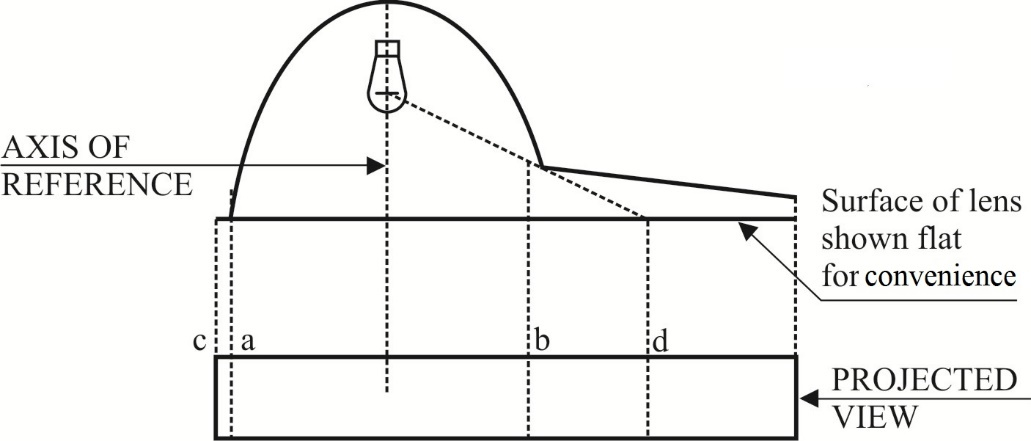 AXIS OF
REFERENCE
Surface of lens
shown flat
for convenience
c a b d
PROJECTED
VIEW